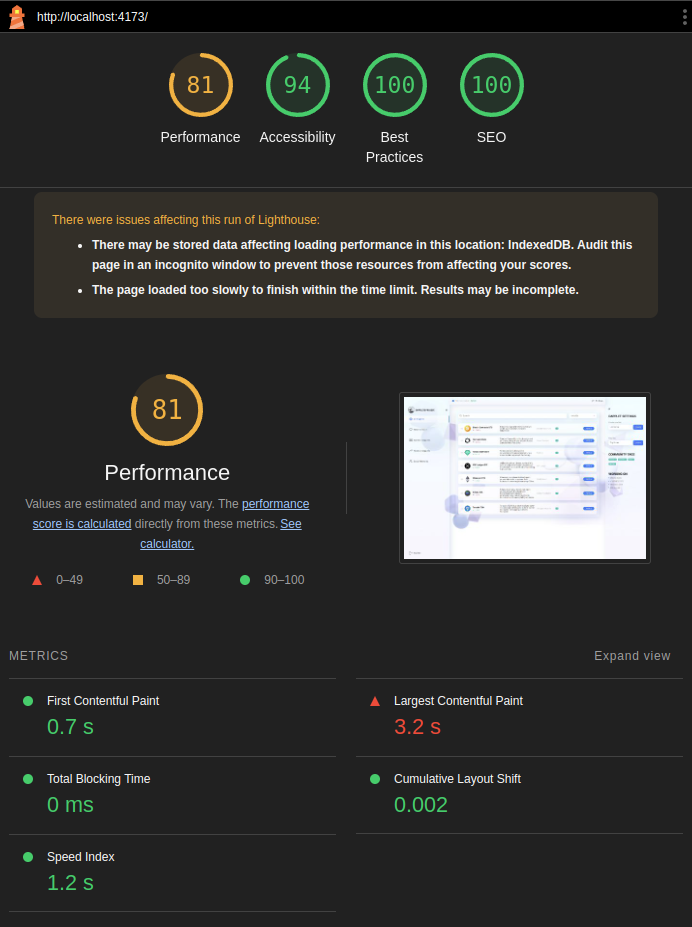 http://localhost:4173/
81
94
100
100
Performance
Accessibility
Best
Practices
SEO
There were issues affecting this run of Lighthouse:
There may be stored data affecting loading performance in this location: IndexedDB. Audit this
page in an incognito window to prevent those resources from affecting your scores.
The page loaded too slowly to finish within the time limit. Results may be incomplete.
81
Performance
Values are estimated and may vary. The performance
score is calculated directly from these metrics. See
calculator.
0–49
50–89
90–100
METRICS
Expand view
First Contentful Paint
0.7 s
Largest Contentful Paint
3.2 s
Total Blocking Time
0 ms
Cumulative Layout Shift
0.002
Speed Index
1.2 s